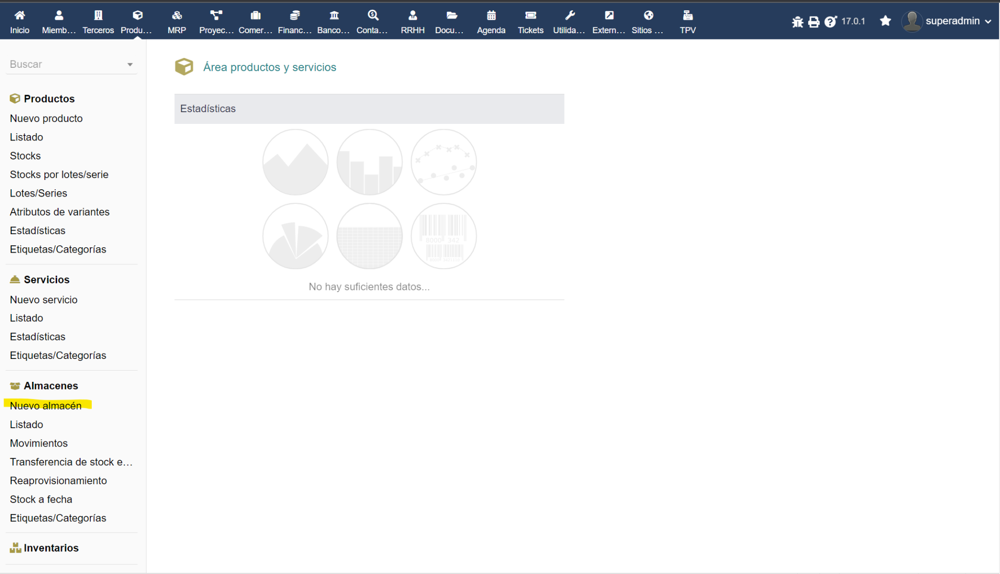 Inicio
Miemb...
Terceros
Produ...
MRP
Proyec...
Comer...
Financ...
Banco...
Conta...
RRHH
Docu...
Agenda
Tickets
Utilida...
Extern...
Sitios ...
TPV
17.0.1
superadmin
Buscar
Productos
Nuevo producto
Listado
Stocks
Stocks por lotes/serie
Lotes/Series
Atributos de variantes
Estadísticas
Etiquetas/Categorías
Servicios
Nuevo servicio
Listado
Estadísticas
Etiquetas/Categorías
Almacenes
Nuevo almacén
Listado
Movimientos
Transferencia de stock e...
Reaprovisionamiento
Stock a fecha
Etiquetas/Categorías
Inventarios
Área productos y servicios
Estadísticas
8000 342
No hay suficientes datos...